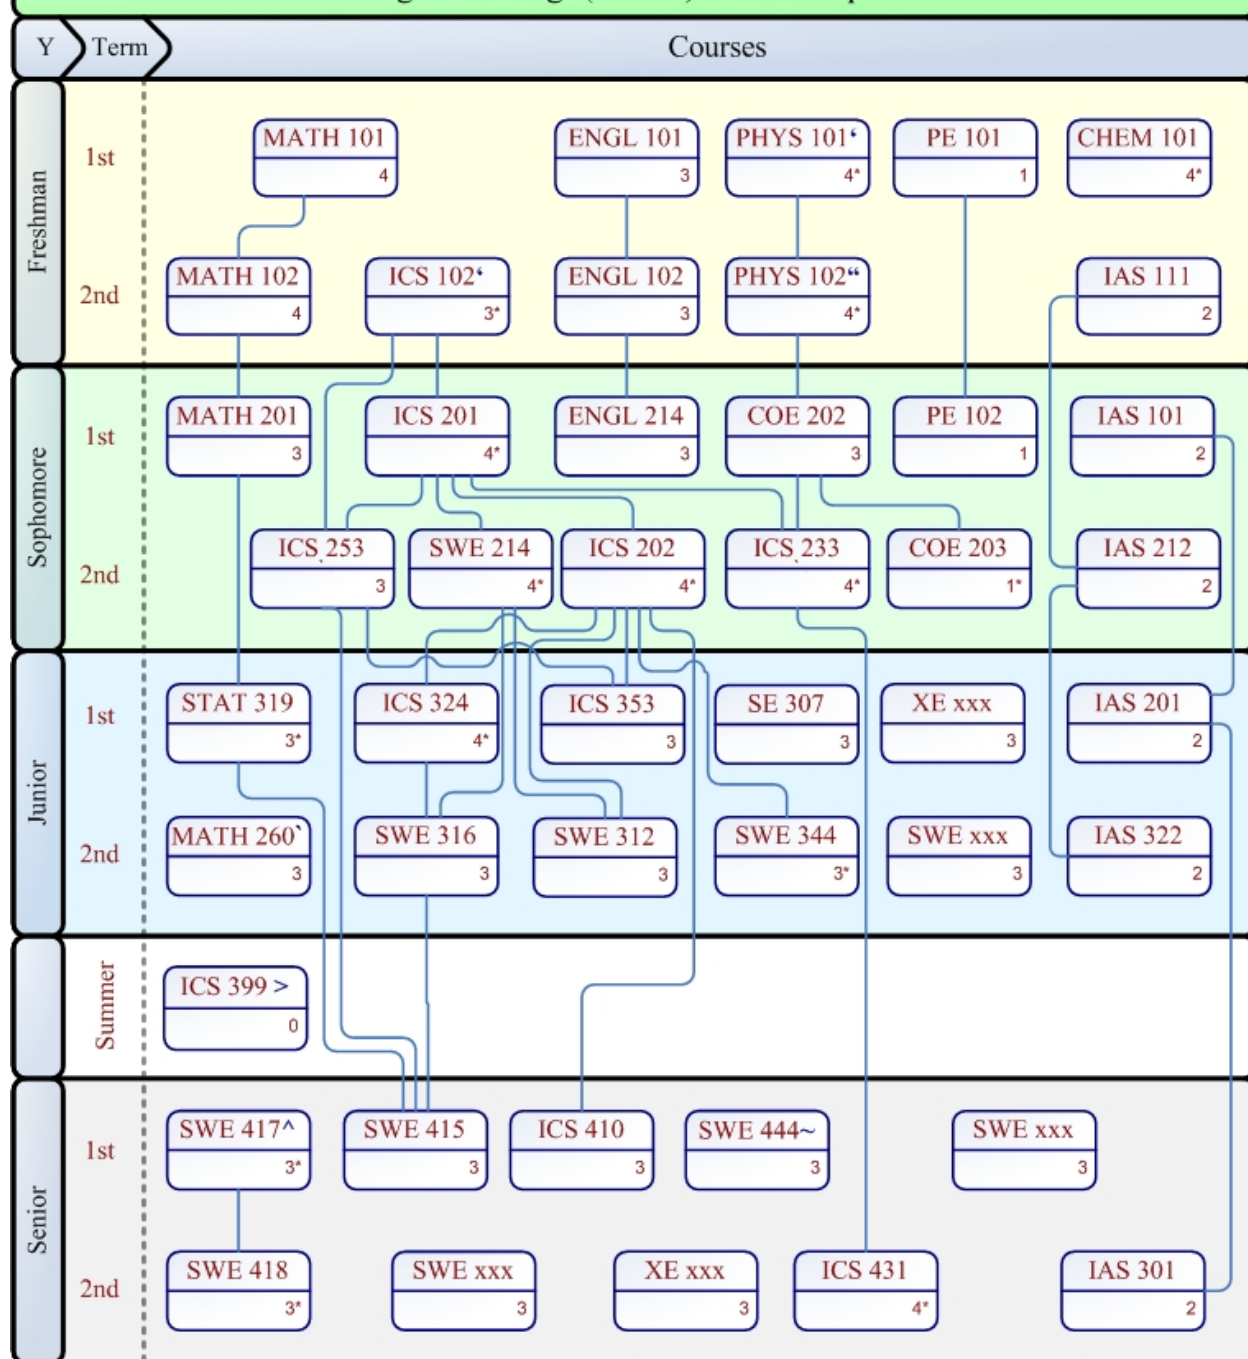 Y Term Courses
Freshman
1st
MATH 101 ENGL 101 PHYS 101‘ PE 101 CHEM 101
4 3 4* 1 4*
2nd
MATH 102 ICS 102‘ ENGL 102 PHYS 102“ IAS 111
4 3* 3 4* 2
Sophomore
1st
MATH 201 ICS 201 ENGL 214 COE 202 PE 102 IAS 101
3 4* 3 3 1 2
2nd
ICS 253 SWE 214 ICS 202 ICS 233 COE 203 IAS 212
3 4* 4* 4* 1* 2
Junior
1st
STAT 319 ICS 324 ICS 353 SE 307 XE xxx IAS 201
3* 4* 3 3 3 2
2nd
MATH 260` SWE 316 SWE 312 SWE 344 SWE xxx IAS 322
3 3 3 3* 3 2
Summer
ICS 399 >
0
Senior
1st
SWE 417^ SWE 415 ICS 410 SWE 444~ SWE xxx
3* 3 3 3 3
2nd
SWE 418 SWE xxx XE xxx ICS 431 IAS 301
3* 3 3 4* 2